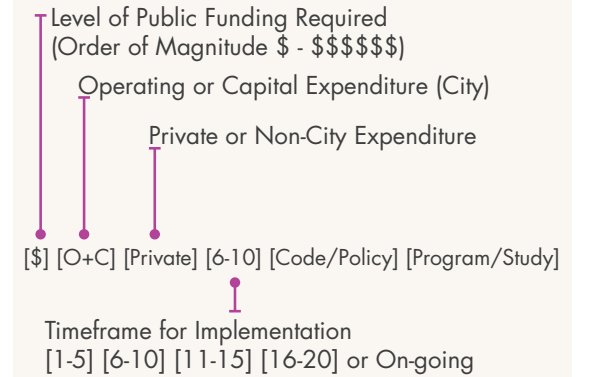 Level of Public Funding Required
(Order of Magnitude $ - $$$$$$)
Operating or Capital Expenditure (City)
Private or Non-City Expenditure
[$] [O+C] [Private] [6-10] [Code/Policy] [Program/Study]
Timeframe for Implementation
[1-5] [6-10] [11-15] [16-20] or On-going